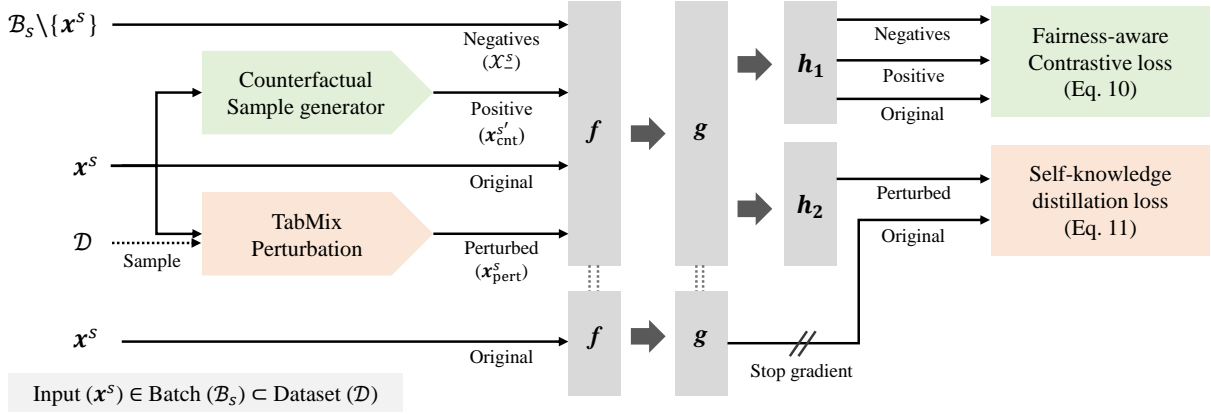 ℬₛ\{𝒙ˢ}
Negatives
(𝒳₋ˢ)
Counterfactual
Sample generator
Positive
(𝒙ˢ′cnt)
𝒙ˢ
Original
TabMix
Perturbation
𝒟
Sample
Perturbed
(𝒙ˢpert)
𝒙ˢ
Original
f
g
f
g
h₁
h₂
Negatives
Positive
Original
Perturbed
Original
Stop gradient
Fairness-aware
Contrastive loss
(Eq. 10)
Self-knowledge
distillation loss
(Eq. 11)
Input (𝒙ˢ) ∈ Batch (ℬₛ) ⊂ Dataset (𝒟)